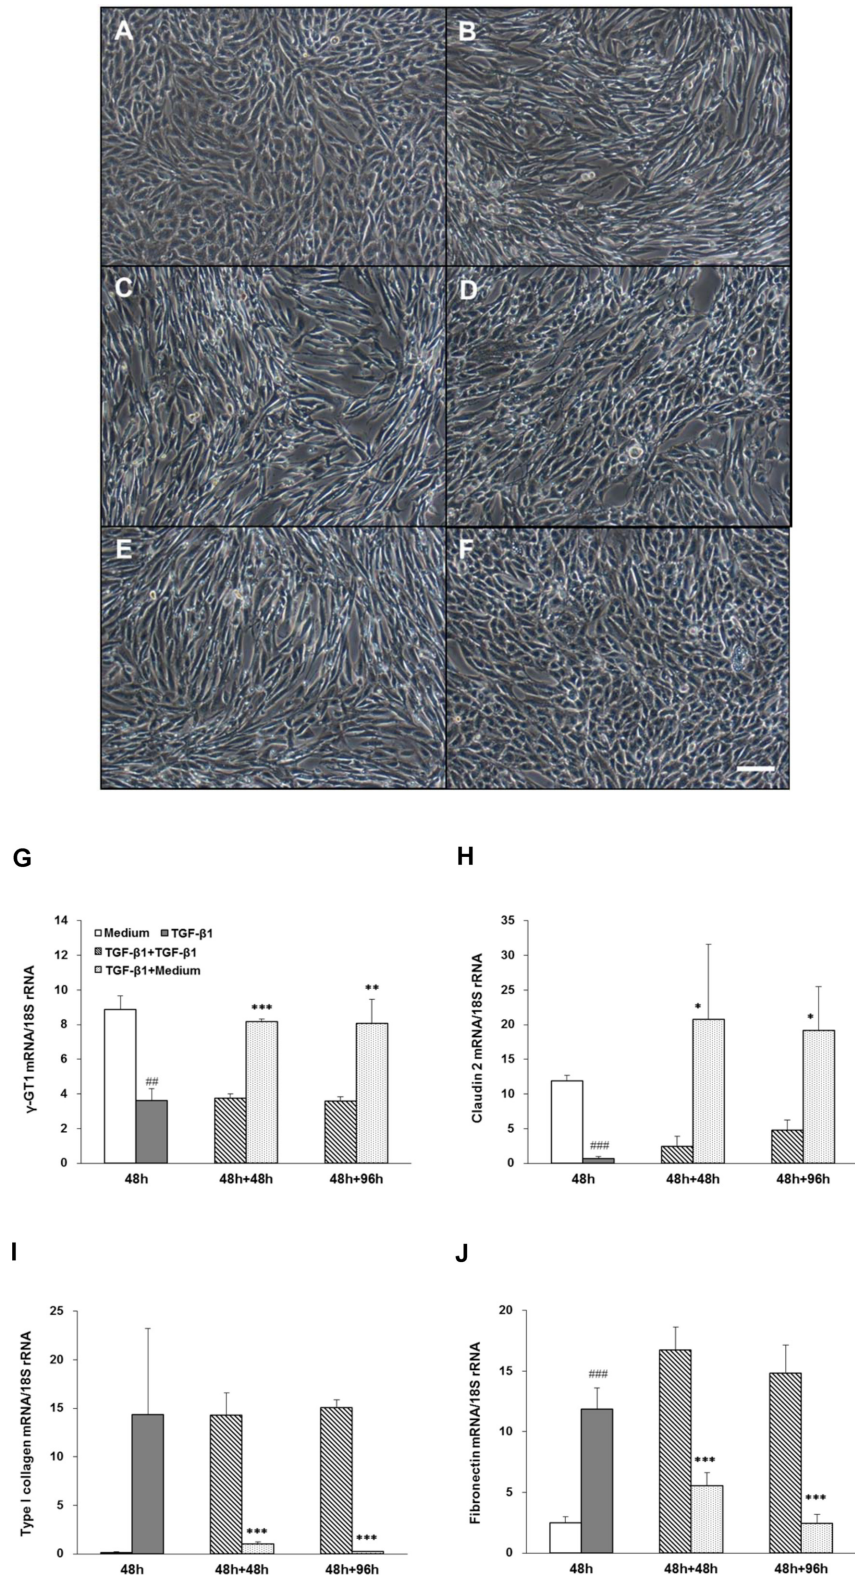 A
B
C
D
E
F
G
γ-GT1 mRNA/18S rRNA
14
12
10
8
6
4
2
0
Medium TGF-β1
TGF-β1+TGF-β1
TGF-β1+Medium
##
***
**
48h
48h+48h
48h+96h
H
Claudin 2 mRNA/18S rRNA
35
30
25
20
15
10
5
0
###
*
*
48h
48h+48h
48h+96h
I
Type I collagen mRNA/18S rRNA
25
20
15
10
5
0
***
***
48h
48h+48h
48h+96h
J
Fibronectin mRNA/18S rRNA
20
15
10
5
0
###
***
***
48h
48h+48h
48h+96h